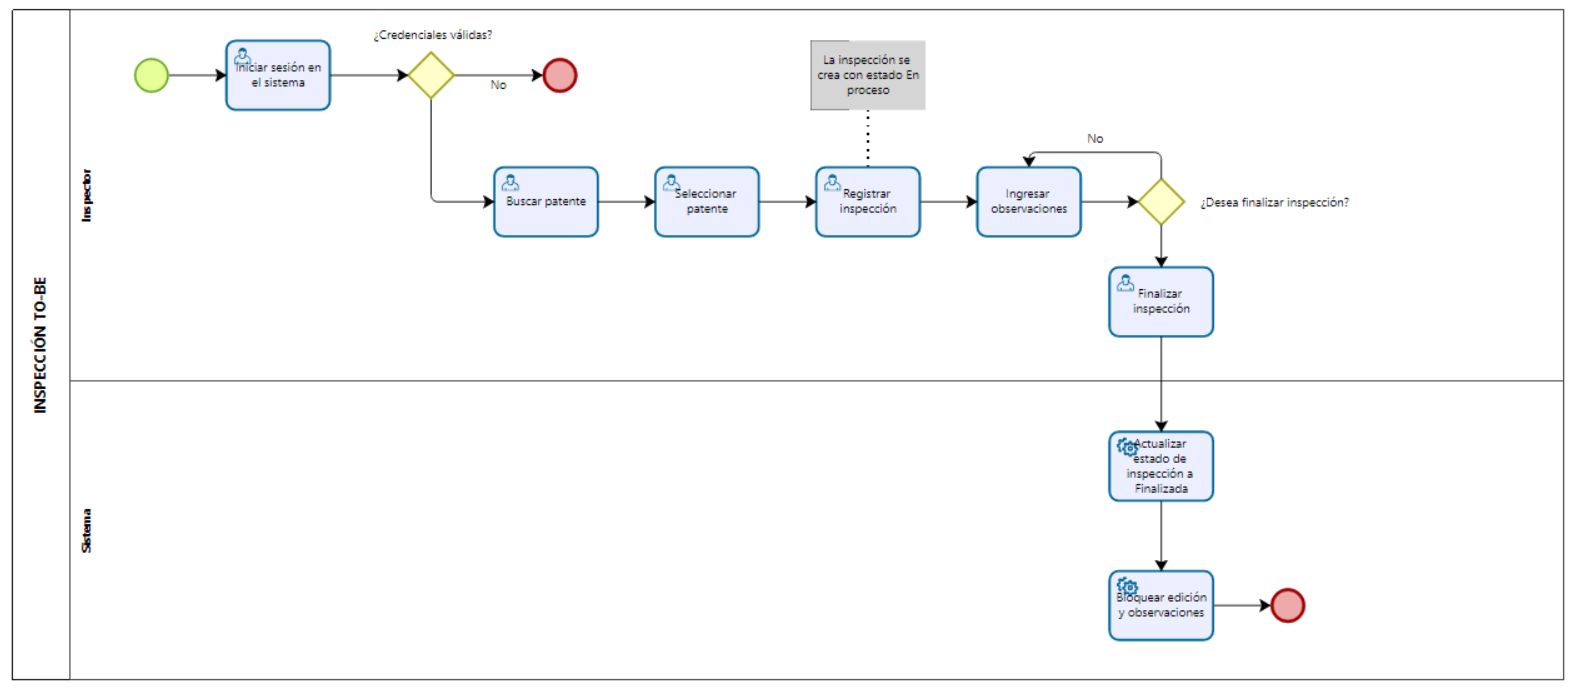 INSPECCIÓN TO-BE
Inspector
¿Credenciales válidas?
Iniciar sesión en
el sistema
No
La inspección se
crea con estado En
proceso
No
Buscar patente
Seleccionar
patente
Registrar
inspección
Ingresar
observaciones
¿Desea finalizar inspección?
Finalizar
inspección
Sistema
Actualizar
estado de
inspección a
Finalizada
Bloquear edición
y observaciones